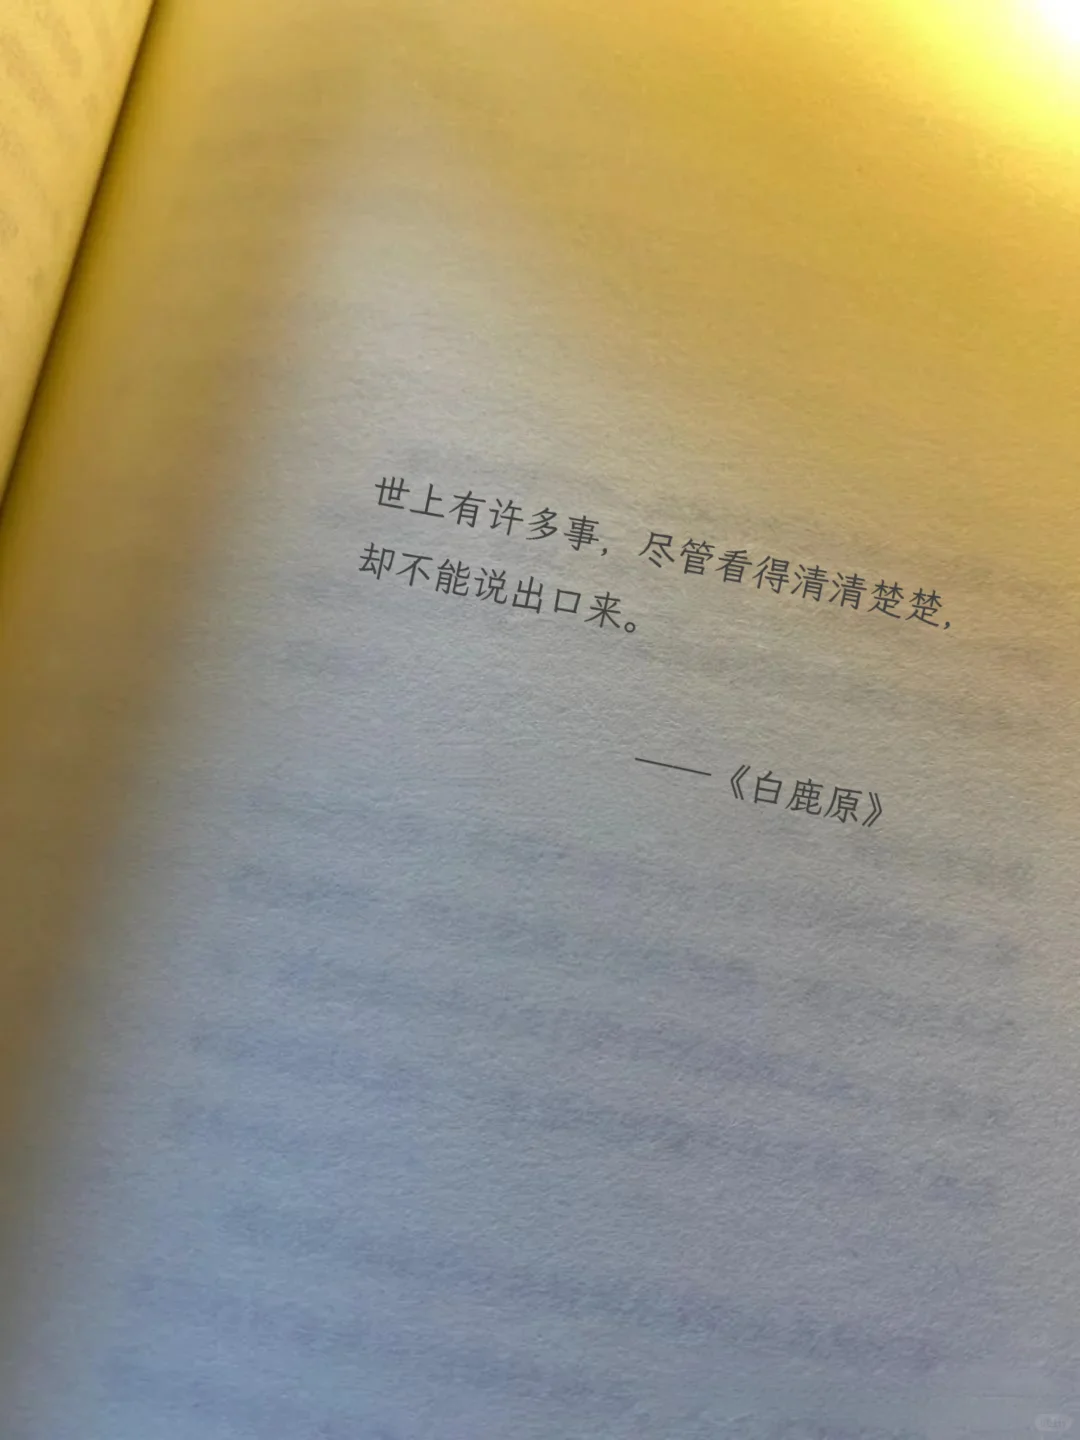 世上有许多事，尽管看得清清楚楚，
却不能说出口来。
——《白鹿原》